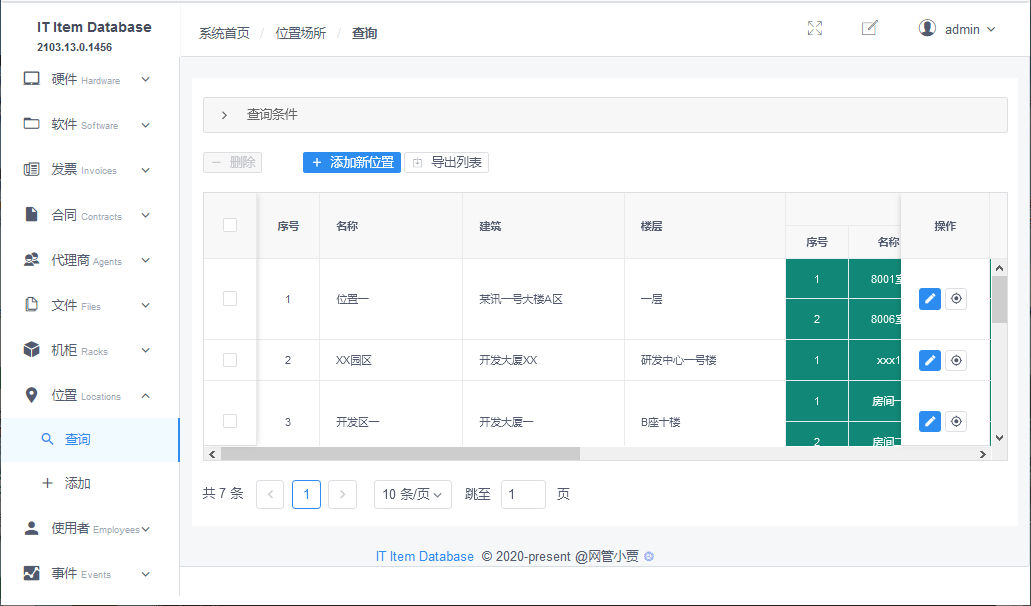 IT Item Database
2103.13.0.1456
硬件 Hardware
软件 Software
发票 Invoices
合同 Contracts
代理商 Agents
文件 Files
机柜 Racks
位置 Locations
查询
添加
使用者 Employees
事件 Events
系统首页 / 位置场所 / 查询
admin
查询条件
删除 添加新位置 导出列表
序号 名称 建筑 楼层 操作
序号 名称
1 位置一 某讯一号大楼A区 一层
1 8001室
2 8006室
2 XX园区 开发大厦XX 研发中心一号楼
1 xxx1
3 开发区一 开发大厦一 B座十楼
1 房间一
2 房间二
共 7 条 1 10 条/页 跳至 1 页
IT Item Database © 2020-present @网管小贾